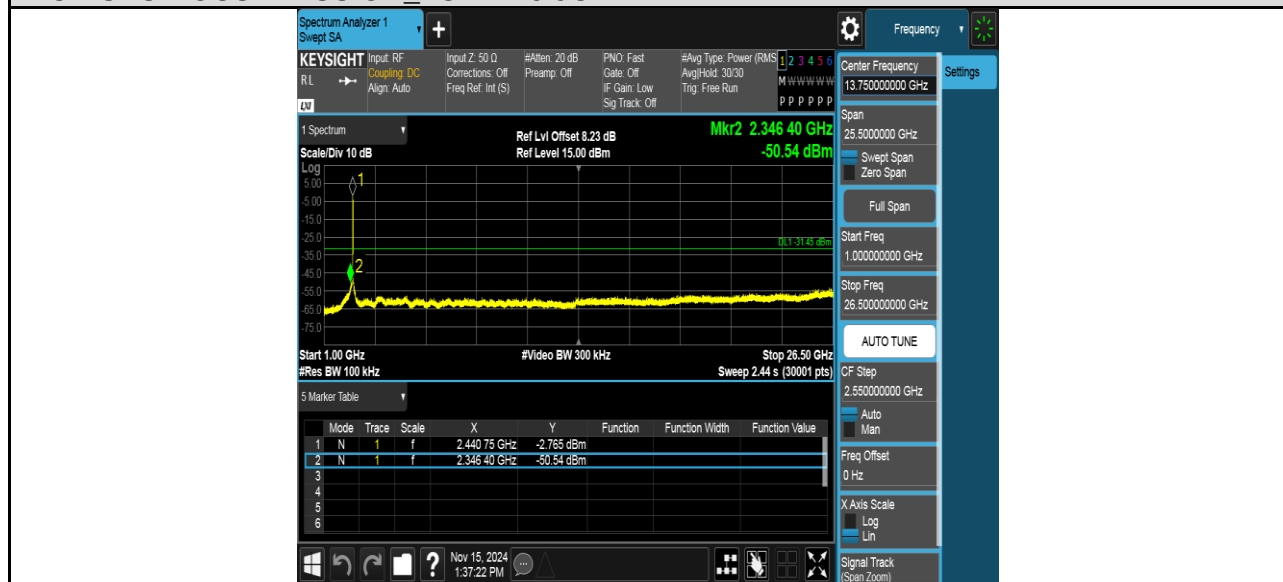 Spectrum Analyzer 1
Swept SA
+
Frequency
KEYSIGHT
RL
LXI
Input: RF
Coupling: DC
Align: Auto
Input Z: 50 Ω
Corrections: Off
Freq Ref: Int (S)
#Atten: 20 dB
Preamp: Off
PNO: Fast
Gate: Off
IF Gain: Low
Sig Track: Off
#Avg Type: Power (RMS
Avg|Hold: 30/30
Trig: Free Run
1 2 3 4 5 6
M W W W W W
P P P P P P
1 Spectrum
Scale/Div 10 dB
Ref Lvl Offset 8.23 dB
Ref Level 15.00 dBm
Mkr2 2.346 40 GHz
-50.54 dBm
Log
5.00
-5.00
-15.0
-25.0
-35.0
-45.0
-55.0
-65.0
-75.0
1
2
DL1 -31.45 dBm
Start 1.00 GHz
#Res BW 100 kHz
#Video BW 300 kHz
Stop 26.50 GHz
Sweep 2.44 s (30001 pts)
5 Marker Table
Mode Trace Scale X Y Function Function Width Function Value
1 N 1 f 2.440 75 GHz -2.765 dBm
2 N 1 f 2.346 40 GHz -50.54 dBm
3
4
5
6
?
Nov 15, 2024
1:37:22 PM
Center Frequency
13.750000000 GHz
Settings
Span
25.5000000 GHz
Swept Span
Zero Span
Full Span
Start Freq
1.000000000 GHz
Stop Freq
26.500000000 GHz
AUTO TUNE
CF Step
2.550000000 GHz
Auto
Man
Freq Offset
0 Hz
X Axis Scale
Log
Lin
Signal Track
(Span Zoom)